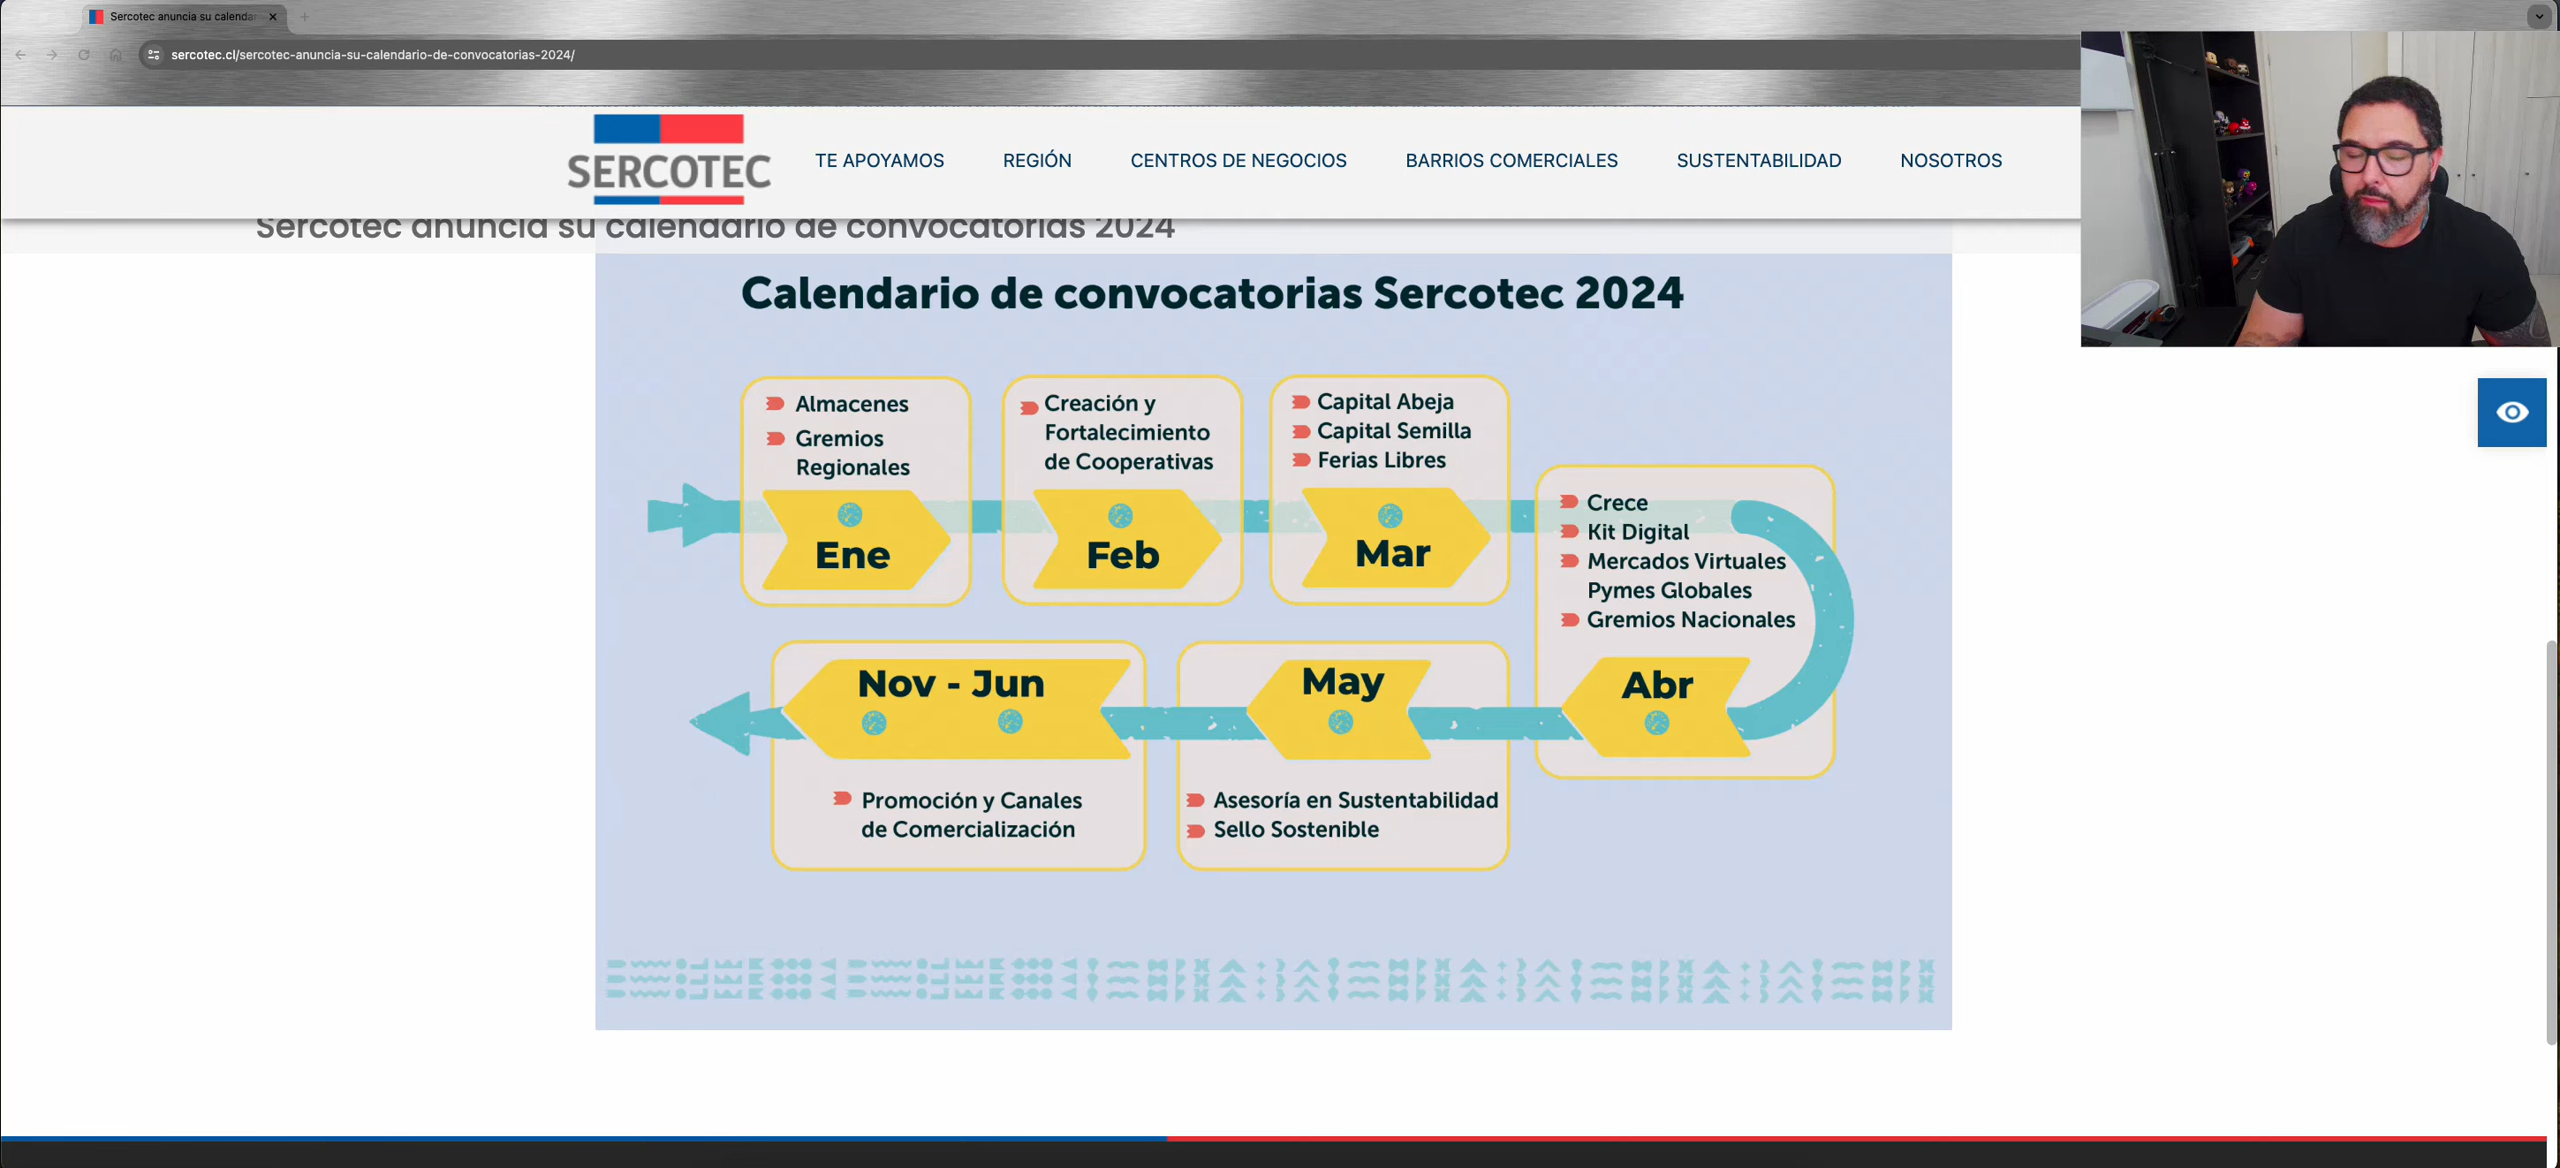 Sercotec anuncia su calenda
sercotec.cl/sercotec-anuncia-su-calendario-de-convocatorias-2024/
SERCOTEC
TE APOYAMOS
REGIÓN
CENTROS DE NEGOCIOS
BARRIOS COMERCIALES
SUSTENTABILIDAD
NOSOTROS
Sercotec anuncia su calendario de convocatorias 2024
Calendario de convocatorias Sercotec 2024
Almacenes
Gremios
Regionales
Ene
Creación y
Fortalecimiento
de Cooperativas
Feb
Capital Abeja
Capital Semilla
Ferias Libres
Mar
Crece
Kit Digital
Mercados Virtuales
Pymes Globales
Gremios Nacionales
Abr
May
Asesoría en Sustentabilidad
Sello Sostenible
Nov - Jun
Promoción y Canales
de Comercialización